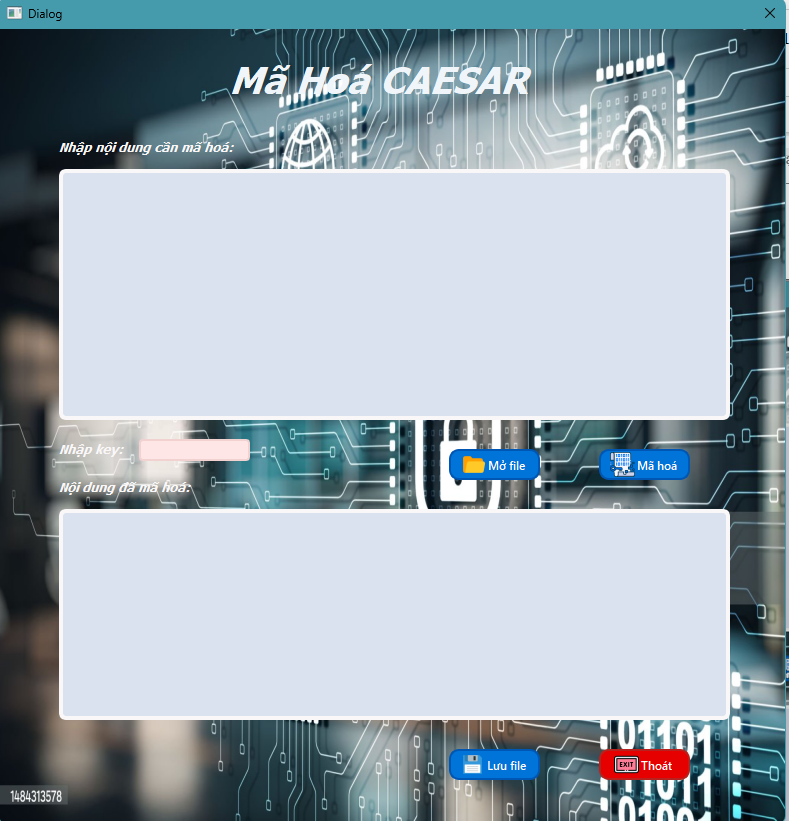 Dialog
Mã Hoá CAESAR
Nhập nội dung cần mã hoá:
Nhập key:
Mở file
Mã hoá
Nội dung đã mã hoá:
01101
Lưu file
EXIT Thoát
1484313578